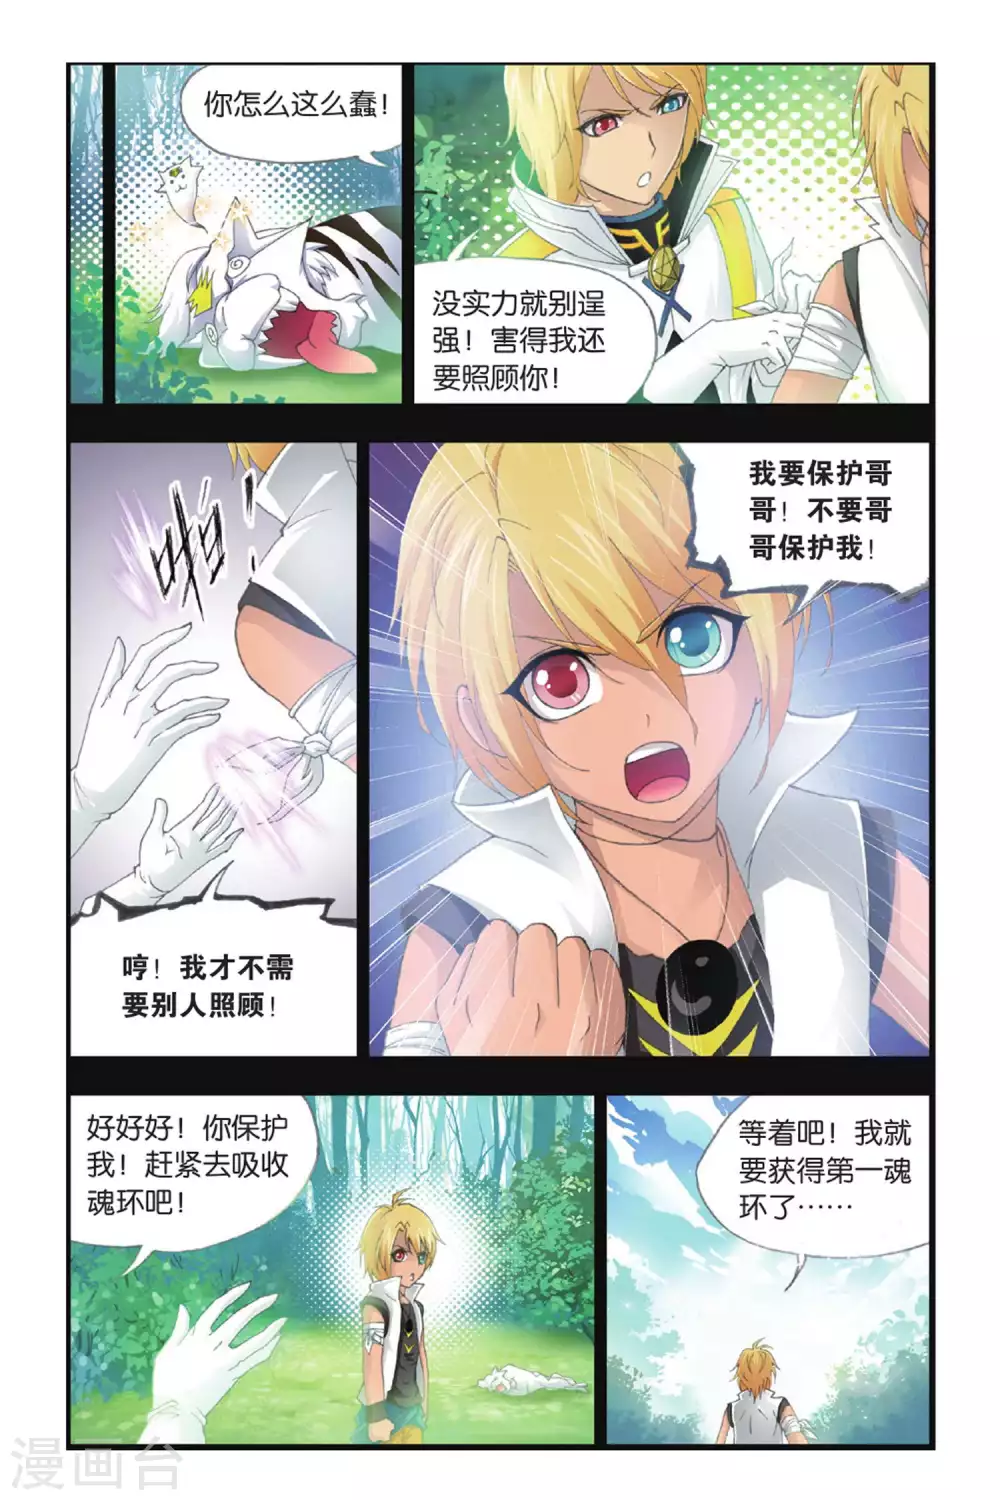 你怎么这么蠢！
没实力就别逞
强！害得我还
要照顾你！
啪！
哼！我才不需
要别人照顾！
我要保护哥
哥！不要哥
哥保护我！
好好好！你保护
我！赶紧去吸收
魂环吧！
等着吧！我就
要获得第一魂
环了……
漫画台